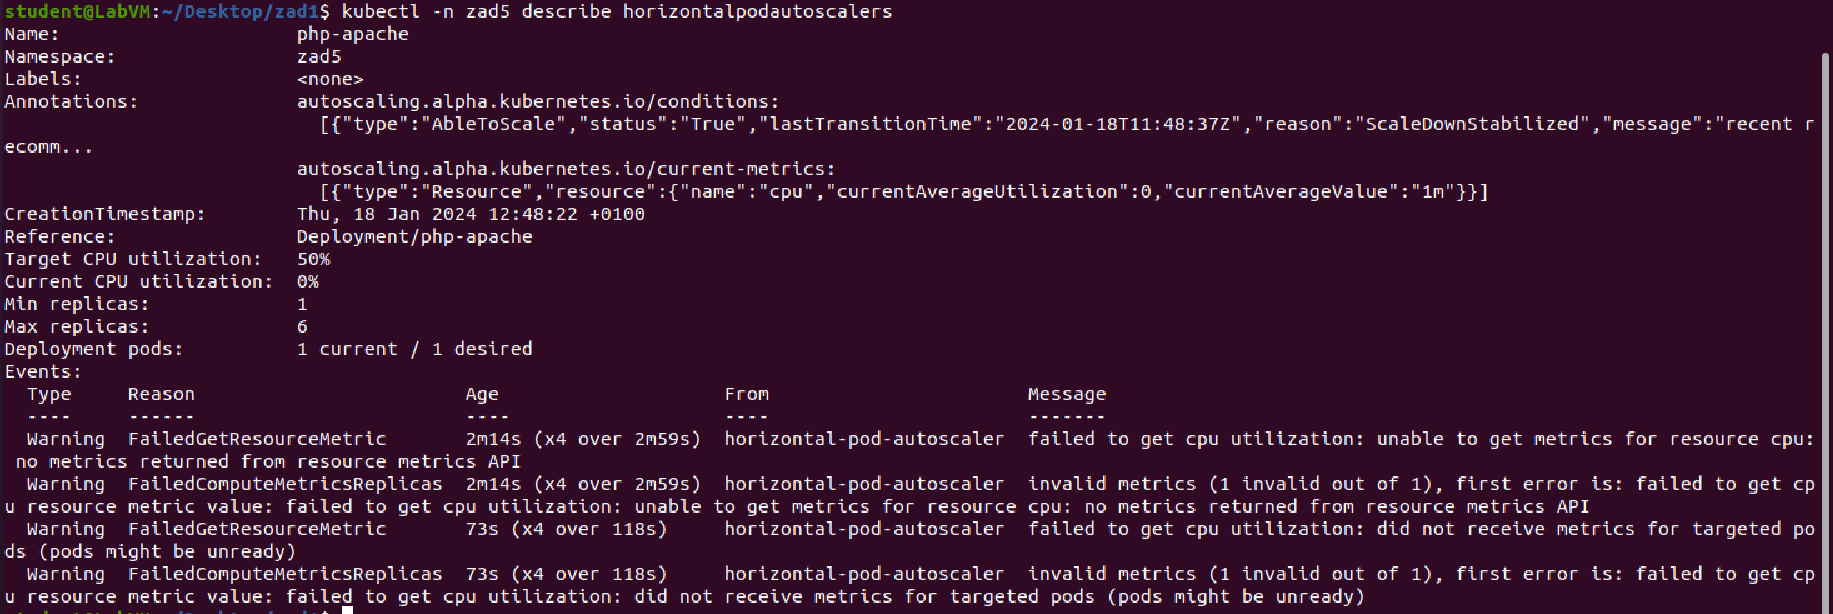 student@LabVM:~/Desktop/zad1$ kubectl -n zad5 describe horizontalpodautoscalers
Name:                     php-apache
Namespace:                zad5
Labels:                   <none>
Annotations:              autoscaling.alpha.kubernetes.io/conditions:
                            [{"type":"AbleToScale","status":"True","lastTransitionTime":"2024-01-18T11:48:37Z","reason":"ScaleDownStabilized","message":"recent r
ecomm...
                          autoscaling.alpha.kubernetes.io/current-metrics:
                            [{"type":"Resource","resource":{"name":"cpu","currentAverageUtilization":0,"currentAverageValue":"1m"}}]
CreationTimestamp:        Thu, 18 Jan 2024 12:48:22 +0100
Reference:                Deployment/php-apache
Target CPU utilization:   50%
Current CPU utilization:  0%
Min replicas:             1
Max replicas:             6
Deployment pods:          1 current / 1 desired
Events:
  Type     Reason                        Age                    From                       Message
  ----     ------                        ----                   ----                       -------
  Warning  FailedGetResourceMetric       2m14s (x4 over 2m59s)  horizontal-pod-autoscaler  failed to get cpu utilization: unable to get metrics for resource cpu:
 no metrics returned from resource metrics API
  Warning  FailedComputeMetricsReplicas  2m14s (x4 over 2m59s)  horizontal-pod-autoscaler  invalid metrics (1 invalid out of 1), first error is: failed to get cp
u resource metric value: failed to get cpu utilization: unable to get metrics for resource cpu: no metrics returned from resource metrics API
  Warning  FailedGetResourceMetric       73s (x4 over 118s)     horizontal-pod-autoscaler  failed to get cpu utilization: did not receive metrics for targeted po
ds (pods might be unready)
  Warning  FailedComputeMetricsReplicas  73s (x4 over 118s)     horizontal-pod-autoscaler  invalid metrics (1 invalid out of 1), first error is: failed to get cp
u resource metric value: failed to get cpu utilization: did not receive metrics for targeted pods (pods might be unready)
student@LabVM:~/Desktop/zad1$